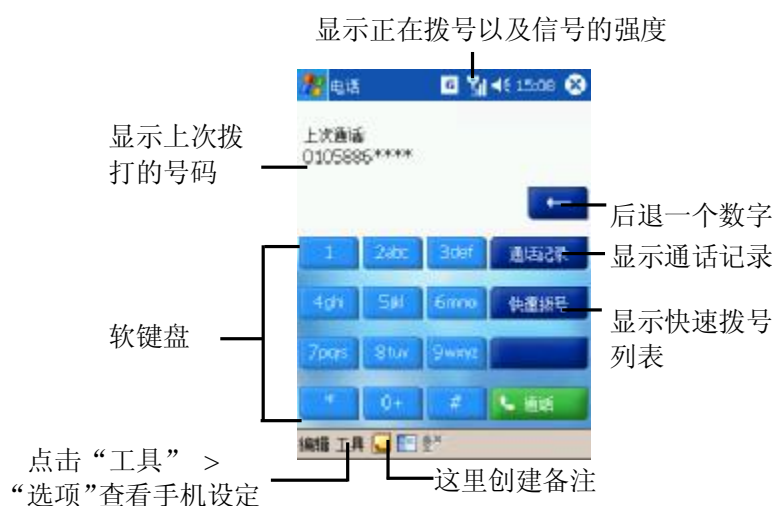 显示正在拨号以及信号的强度
电话
G
15:08
显示上次拨
打的号码
上次通话
0105886****
后退一个数字
1
2abc
3def
通话记录
显示通话记录
4ghi
5jkl
6mno
快速拨号
显示快速拨号
列表
软键盘
7pqrs
8tuv
9wxyz
*
0+
#
通话
编辑 工具
点击“工具” >
“选项”查看手机设定
这里创建备注